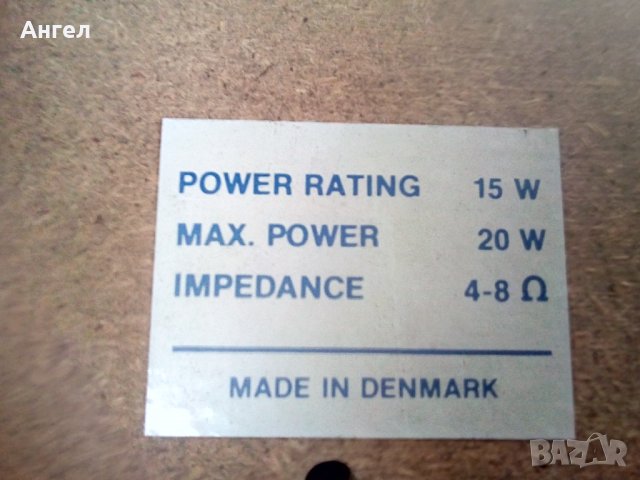 Ангел
POWER RATING 15 W
MAX. POWER 20 W
IMPEDANCE 4-8 Ω
MADE IN DENMARK
BAZAR